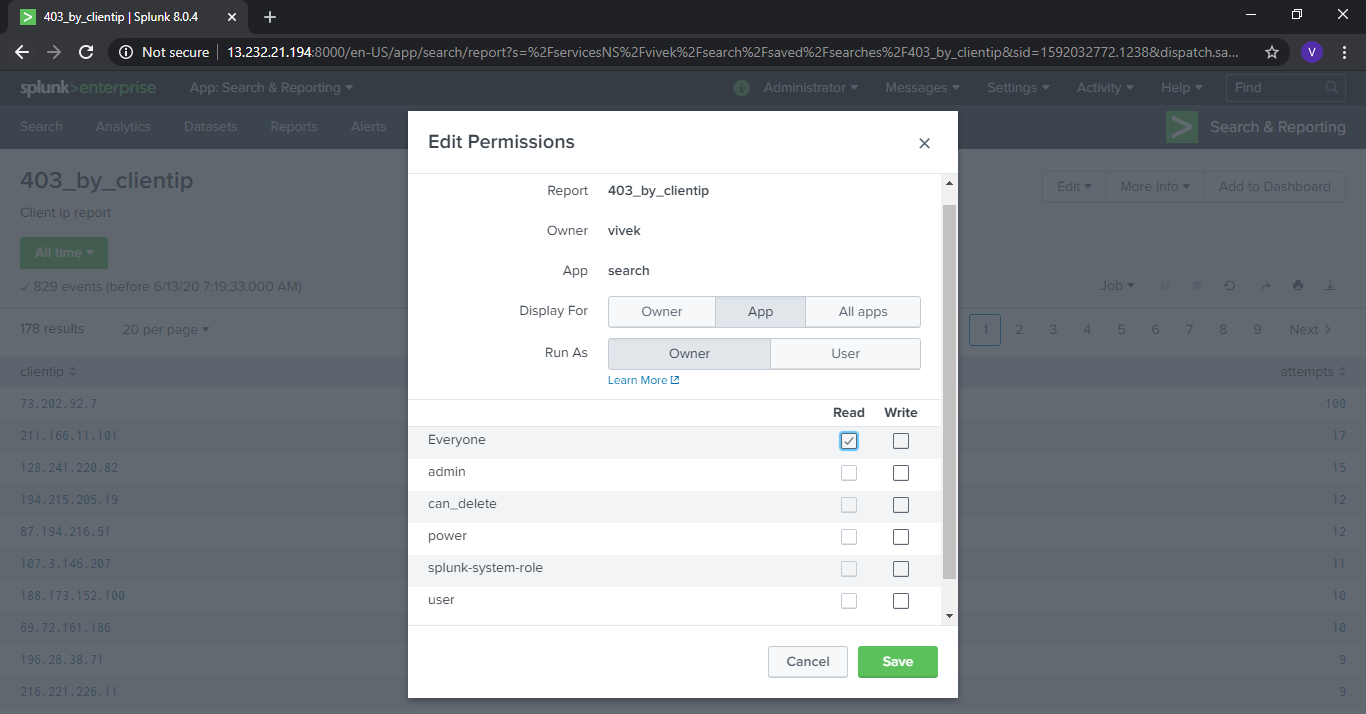 403_by_clientip | Splunk 8.0.4
Not secure | 13.232.21.194:8000/en-US/app/search/report?s=%2FservicesNS%2Fvivek%2Fsearch%2Fsaved%2Fsearches%2F403_by_clientip&sid=1592032772.1238&dispatch.sa...
V
splunk>enterprise App: Search & Reporting i Administrator Messages Settings Activity Help Find
Search Analytics Datasets Reports Alerts > Search & Reporting
Edit Permissions
403_by_clientip
Edit More Info Add to Dashboard
Client ip report
All time
✓ 829 events (before 6/13/20 7:19:33.000 AM)
Job
178 results 20 per page 1 2 3 4 5 6 7 8 9 Next >
clientip attempts
73.202.92.7 100
211.166.11.101 17
128.241.220.82 15
194.215.205.19 12
87.194.216.51 12
107.3.146.207 11
188.173.152.100 10
69.72.161.186 10
196.28.38.71 9
216.221.226.11 9
Report 403_by_clientip
Owner vivek
App search
Display For Owner App All apps
Run As Owner User
Learn More
Read Write
Everyone
admin
can_delete
power
splunk-system-role
user
Cancel Save